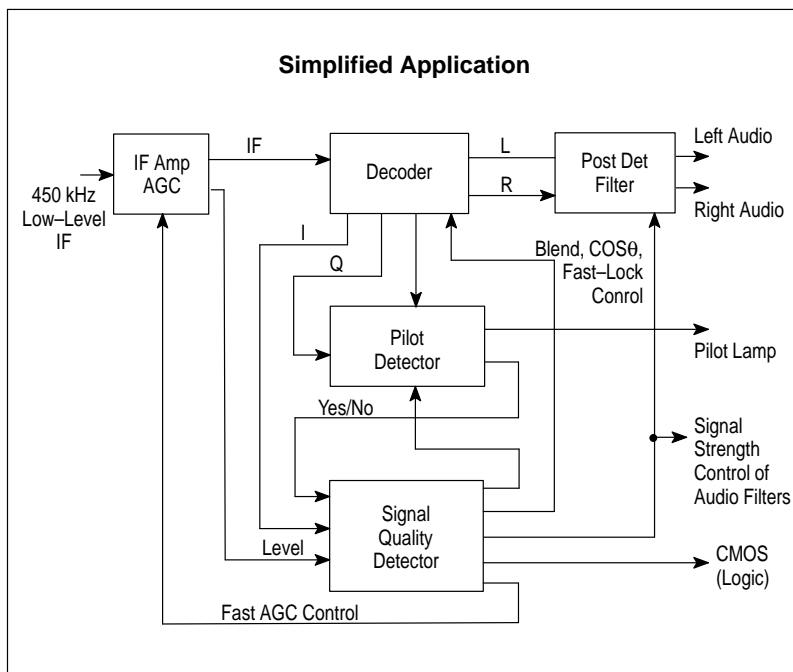 Simplified Application
IF Amp
AGC
IF
Decoder
L
R
Post Det
Filter
Left Audio
Right Audio
450 kHz
Low–Level
IF
I
Q
Blend, COSθ,
Fast–Lock
Conrol
Pilot
Detector
Pilot Lamp
Yes/No
Signal
Strength
Control of
Audio Filters
Signal
Quality
Detector
Level
CMOS
(Logic)
Fast AGC Control